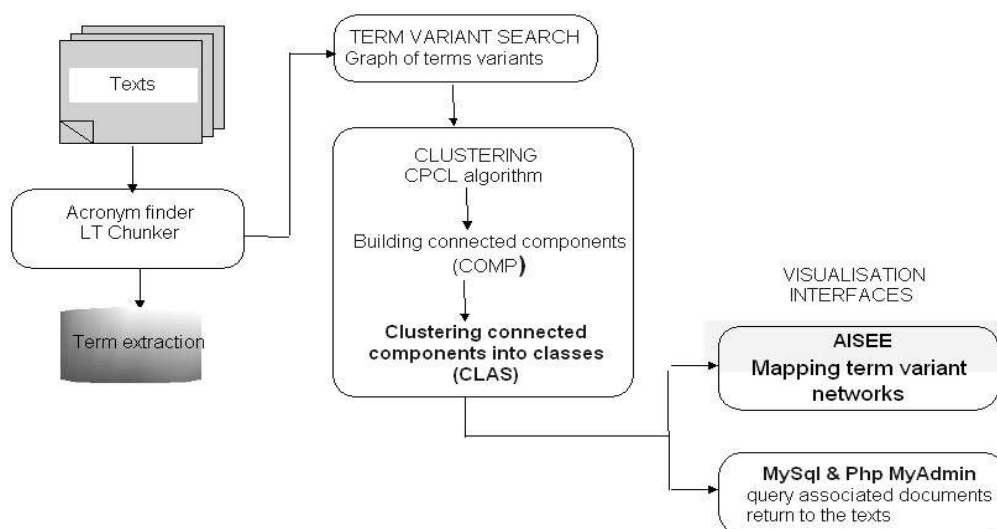 Texts
Acronym finder
LT Chunker
Term extraction
TERM VARIANT SEARCH
Graph of terms variants
CLUSTERING
CPCL algorithm
Building connected components
(COMP)
Clustering connected
components into classes
(CLAS)
VISUALISATION
INTERFACES
AISEE
Mapping term variant
networks
MySql & Php MyAdmin
query associated documents
return to the texts